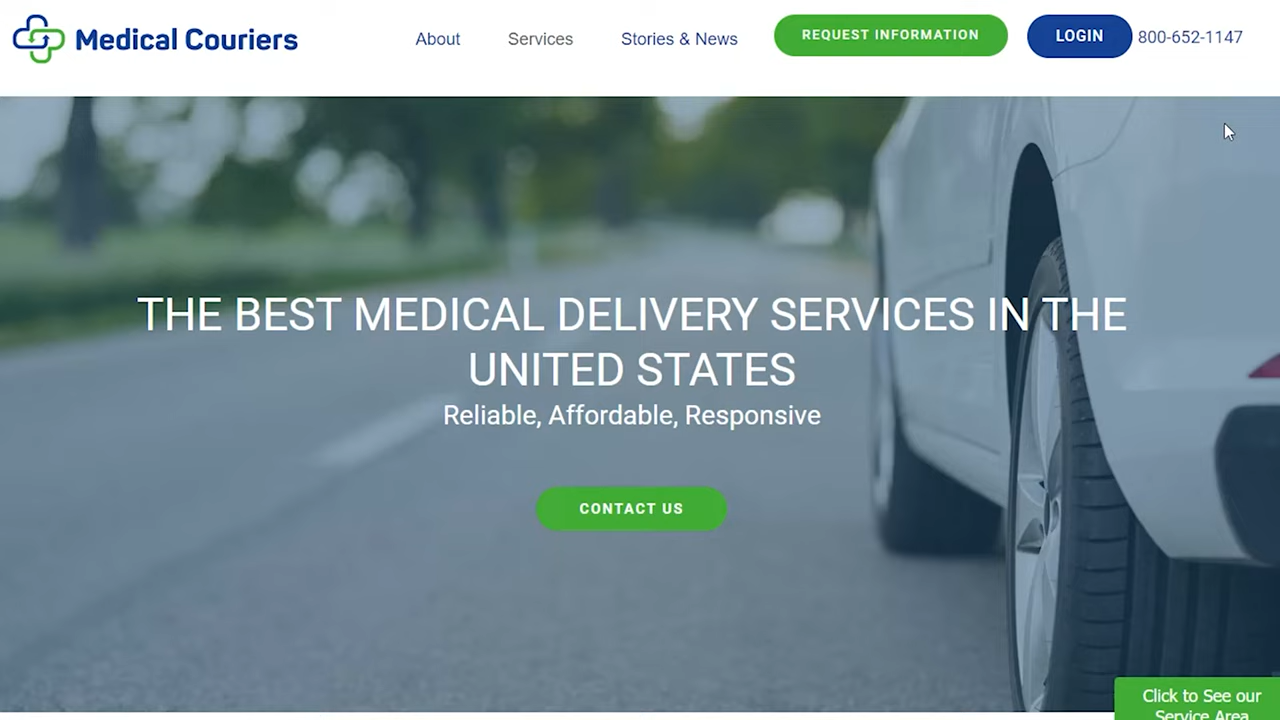 Medical Couriers
About
Services
Stories & News
REQUEST INFORMATION
LOGIN
800-652-1147
THE BEST MEDICAL DELIVERY SERVICES IN THE
UNITED STATES
Reliable, Affordable, Responsive
CONTACT US
Click to See our
Service Area